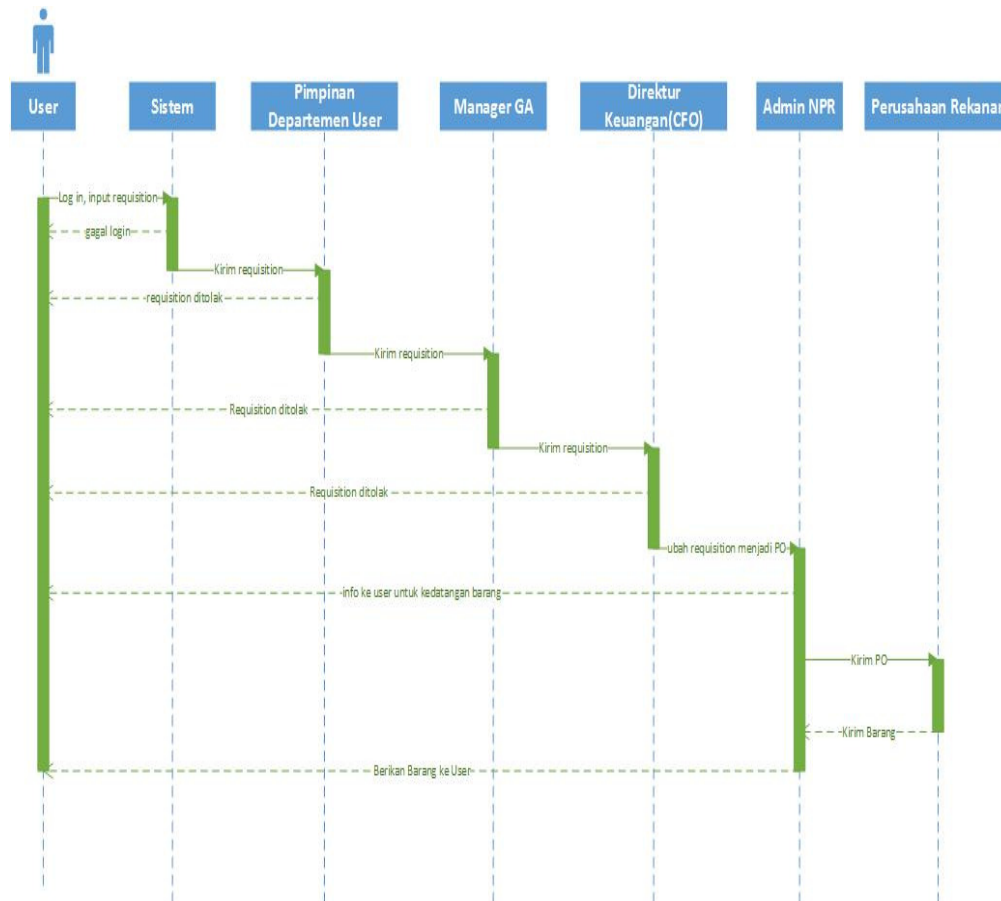 User
Sistem
Pimpinan
Departemen User
Manager GA
Direktur
Keuangan(CFO)
Admin NPR
Perusahaan Rekanan
Log in, input requisition
gagal login
Kirim requisition
requisition ditolak
Kirim requisition
Requisition ditolak
Kirim requisition
Requisition ditolak
ubah requisition menjadi PO
info ke user untuk kedatangan barang
Kirim PO
Kirim Barang
Berikan Barang ke User